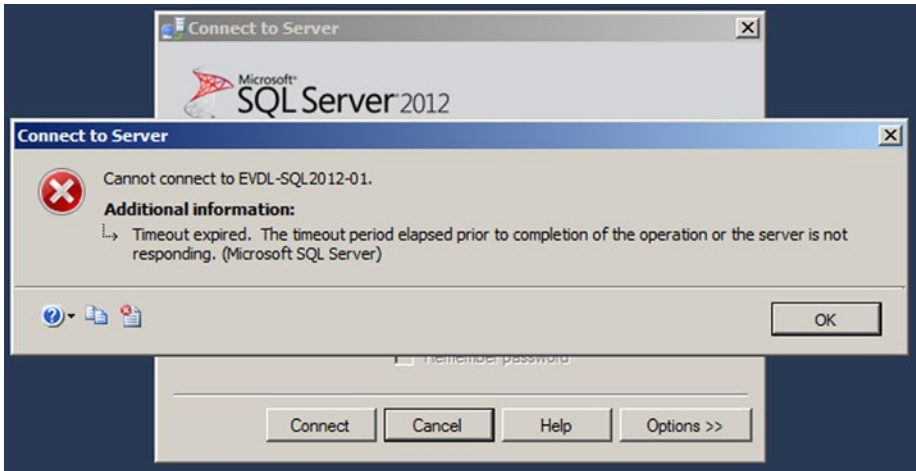 Connect to Server
Microsoft®
SQL Server® 2012
Connect to Server
Cannot connect to EVDL-SQL2012-01.
Additional information:
Timeout expired.  The timeout period elapsed prior to completion of the operation or the server is not
responding. (Microsoft SQL Server)
OK
Remember password
Connect
Cancel
Help
Options >>